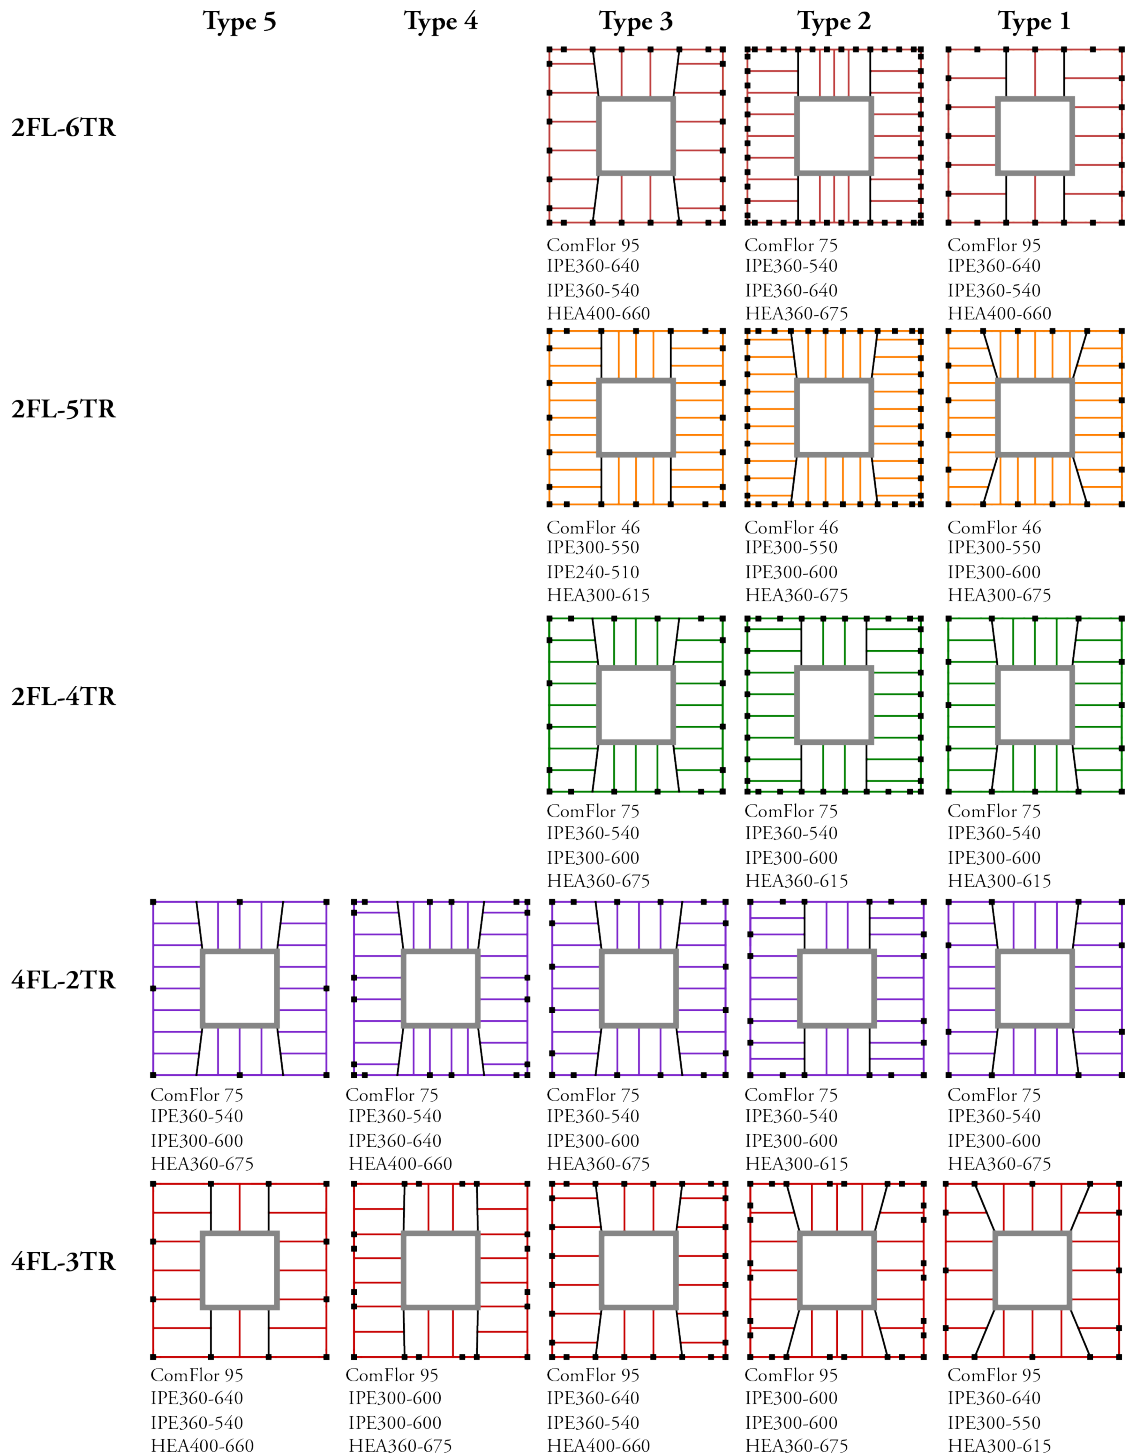 Type 5 Type 4 Type 3 Type 2 Type 1
2FL-6TR
ComFlor 95 ComFlor 75 ComFlor 95
IPE360-640 IPE360-540 IPE360-640
IPE360-540 IPE360-640 IPE360-540
HEA400-660 HEA360-675 HEA400-660
2FL-5TR
ComFlor 46 ComFlor 46 ComFlor 46
IPE300-550 IPE300-550 IPE300-550
IPE240-510 IPE300-600 IPE300-600
HEA300-615 HEA360-675 HEA300-675
2FL-4TR
ComFlor 75 ComFlor 75 ComFlor 75
IPE360-540 IPE360-540 IPE360-540
IPE300-600 IPE300-600 IPE300-600
HEA360-675 HEA360-615 HEA300-615
4FL-2TR
ComFlor 75 ComFlor 75 ComFlor 75 ComFlor 75 ComFlor 75
IPE360-540 IPE360-540 IPE360-540 IPE360-540 IPE360-540
IPE300-600 IPE360-640 IPE300-600 IPE300-600 IPE300-600
HEA360-675 HEA400-660 HEA360-675 HEA300-615 HEA360-675
4FL-3TR
ComFlor 95 ComFlor 95 ComFlor 95 ComFlor 95 ComFlor 95
IPE360-640 IPE300-600 IPE360-640 IPE300-600 IPE360-640
IPE360-540 IPE300-600 IPE360-540 IPE300-600 IPE300-550
HEA400-660 HEA360-675 HEA400-660 HEA360-675 HEA300-615